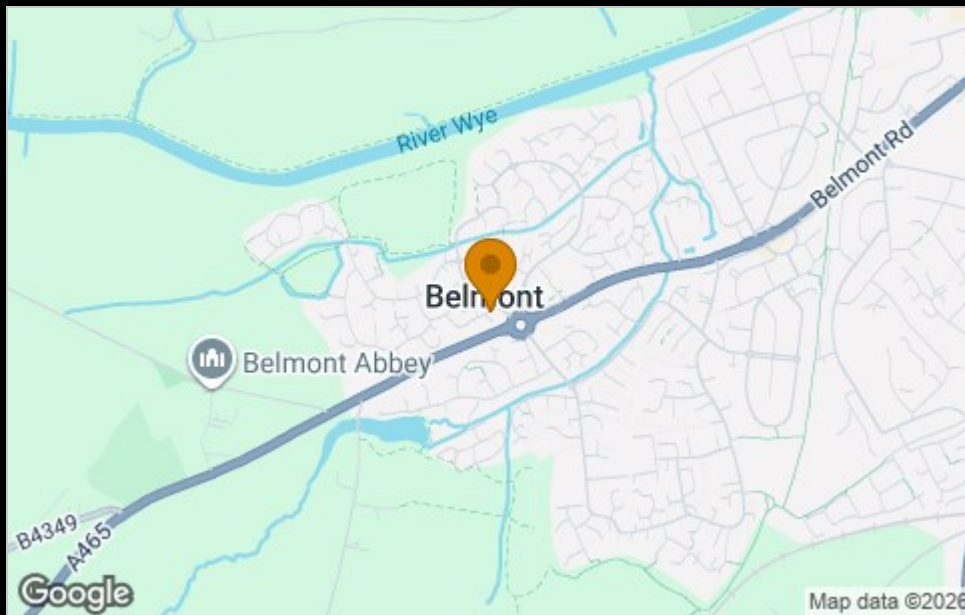 River Wye
Belmont Rd
Belmont
Belmont Abbey
B4349
A465
Google
Map data ©2026